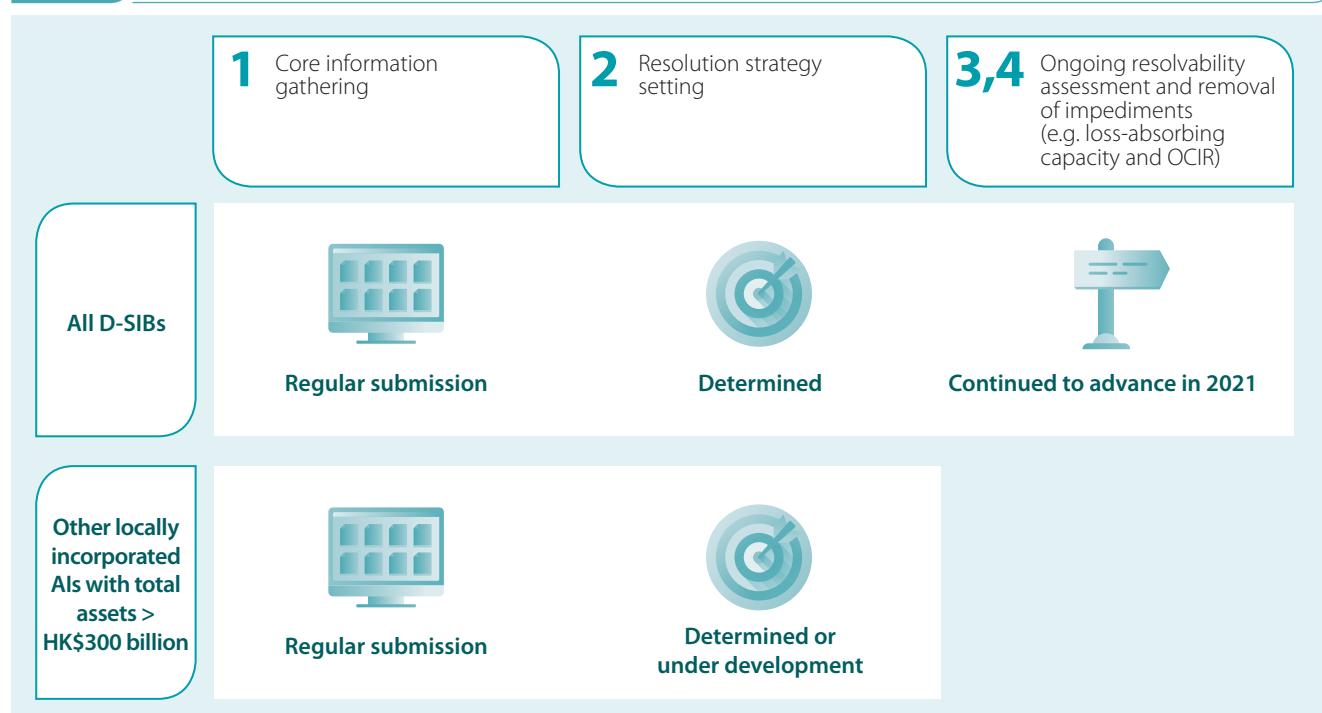 1 Core information
gathering
2 Resolution strategy
setting
3,4 Ongoing resolvability
assessment and removal
of impediments
(e.g. loss-absorbing
capacity and OCIR)
All D-SIBs
Regular submission
Determined
Continued to advance in 2021
Other locally
incorporated
AIs with total
assets >
HK$300 billion
Regular submission
Determined or
under development